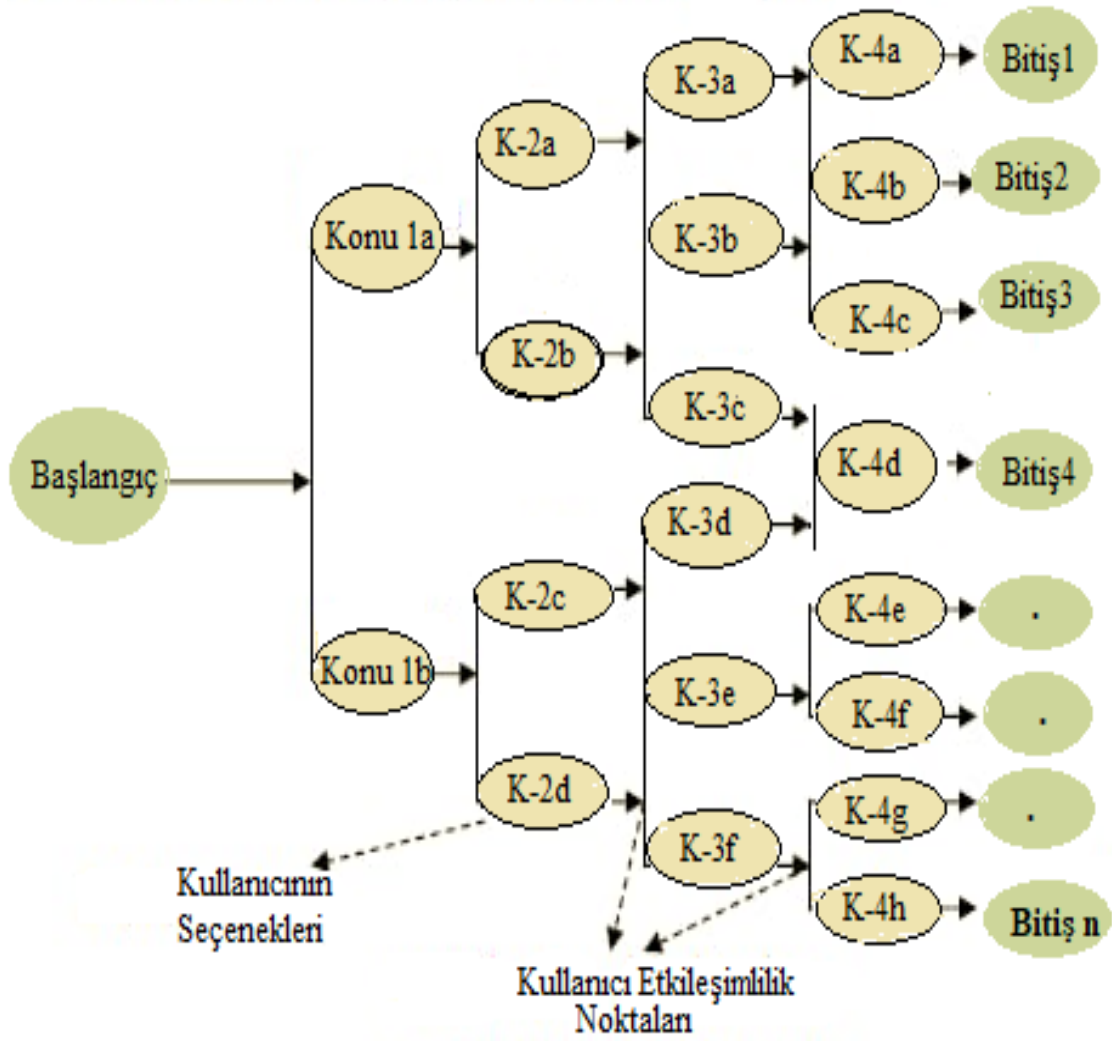 Başlangıç
Konu 1a
Konu 1b
K-2a
K-2b
K-2c
K-2d
K-3a
K-3b
K-3c
K-3d
K-3e
K-3f
K-4a
K-4b
K-4c
K-4d
K-4e
K-4f
K-4g
K-4h
Bitiş1
Bitiş2
Bitiş3
Bitiş4
.
.
.
Bitiş n
Kullanıcının
Seçenekleri
Kullanıcı Etkileşimlilik
Noktaları